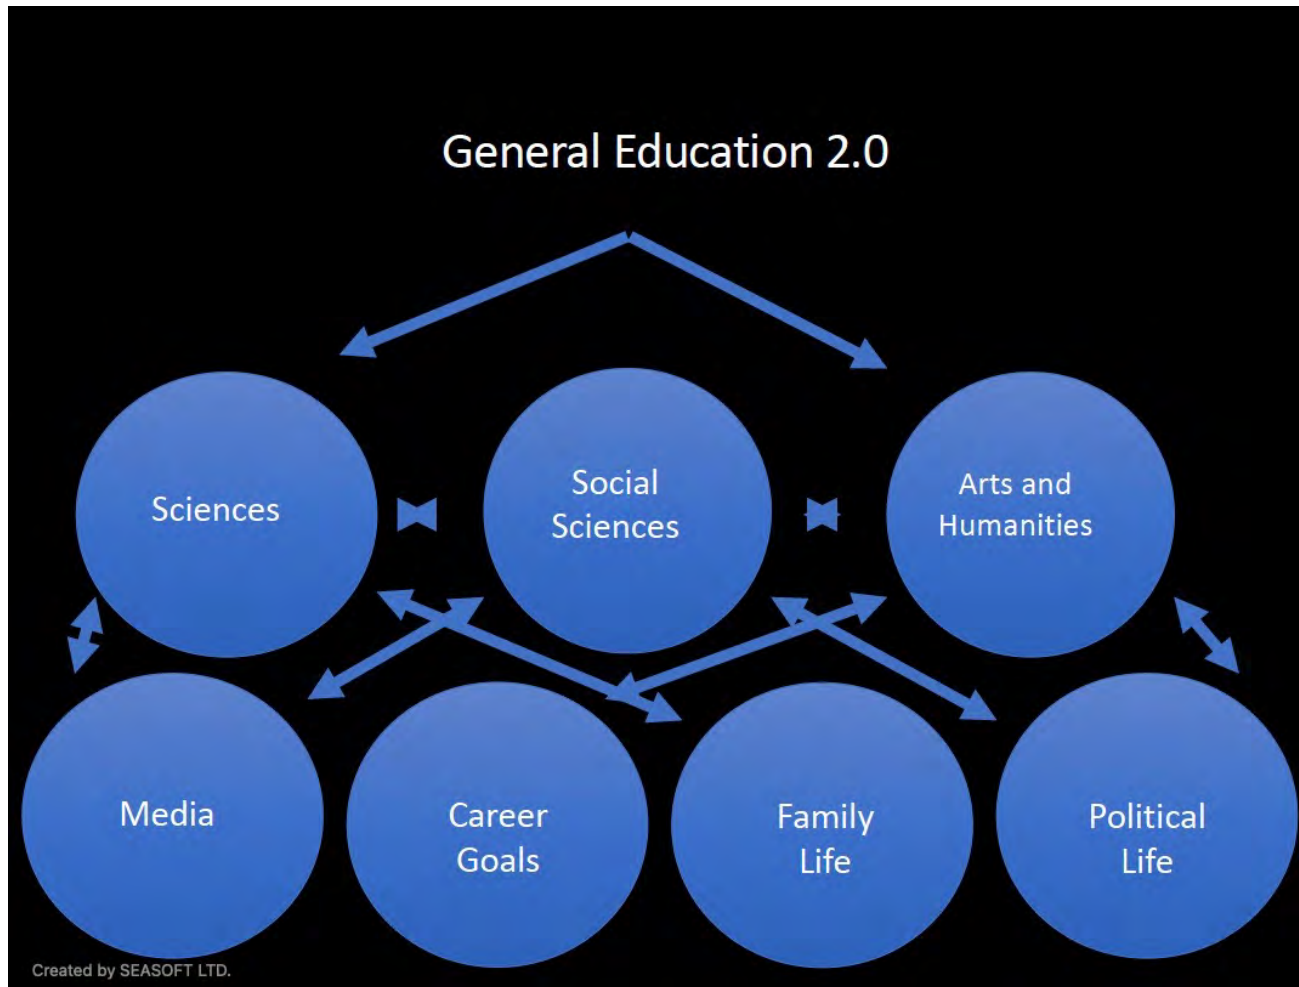 General Education 2.0
Sciences
Social
Sciences
Arts and
Humanities
Media
Career
Goals
Family
Life
Political
Life
Created by SEASOFT LTD.